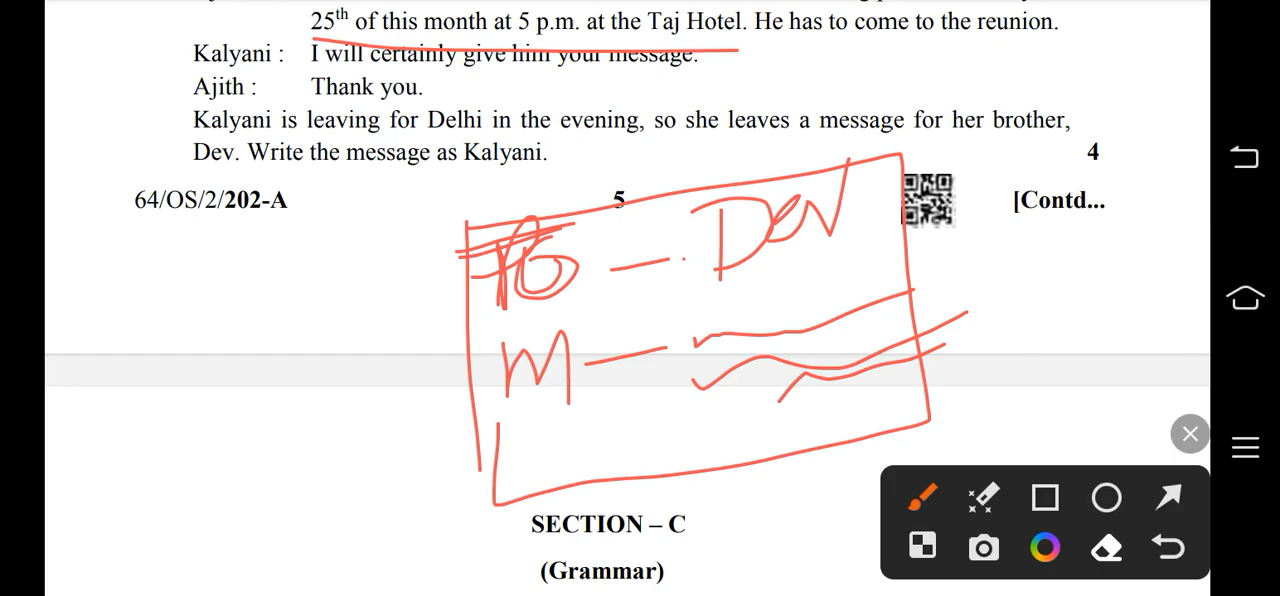 25th of this month at 5 p.m. at the Taj Hotel. He has to come to the reunion.
Kalyani : I will certainly give him your message.
Ajith : Thank you.
Kalyani is leaving for Delhi in the evening, so she leaves a message for her brother,
Dev. Write the message as Kalyani. 4
64/OS/2/202-A 5 [Contd...
To — Dev
M —
SECTION – C
(Grammar)